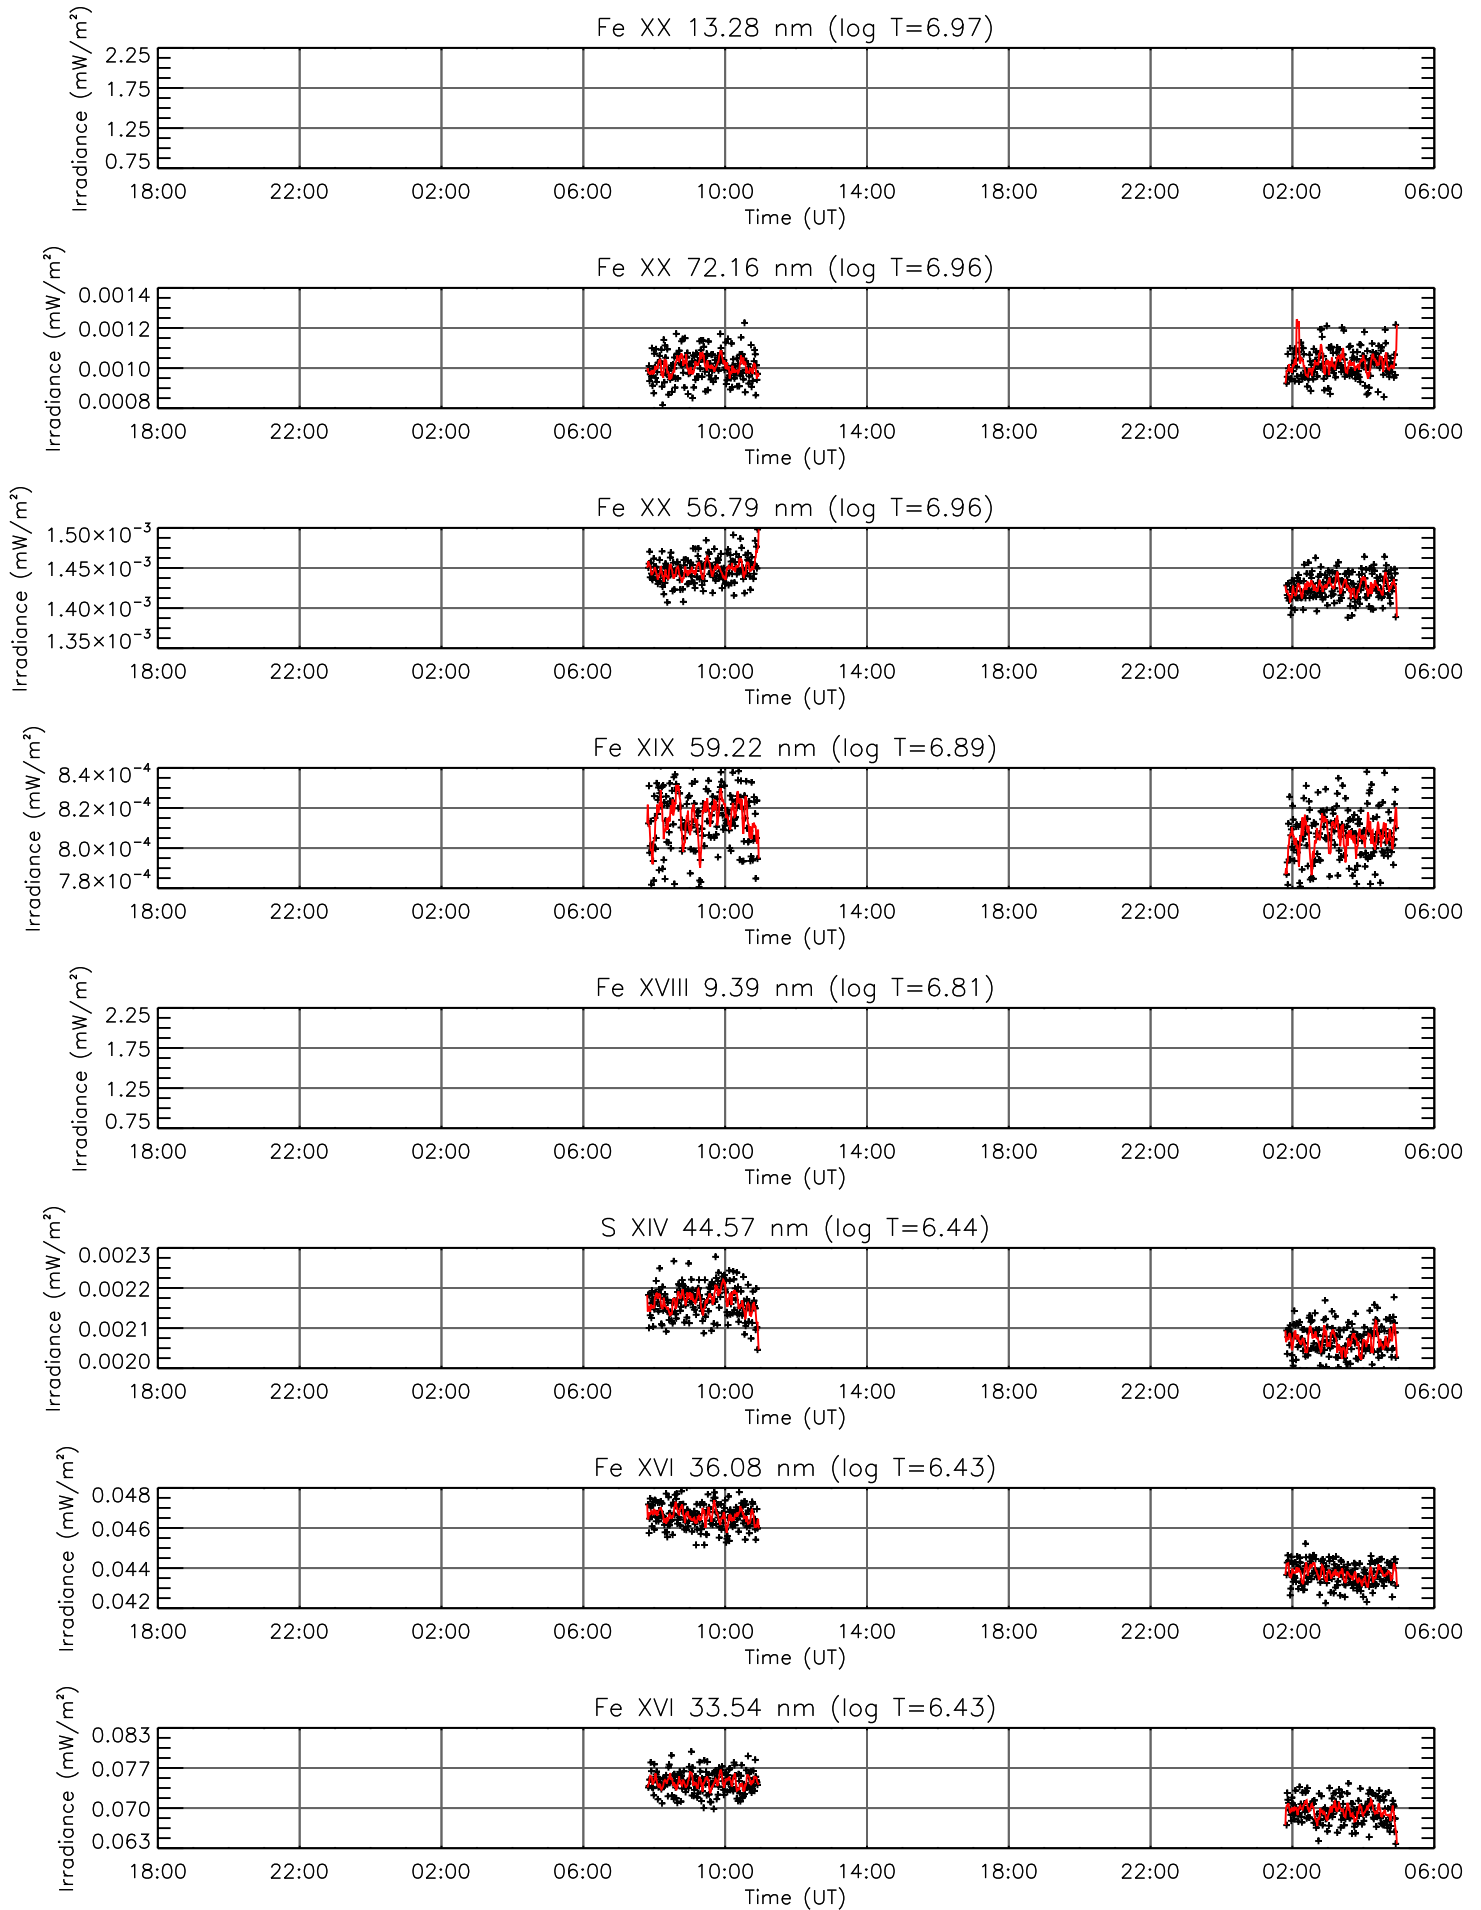 Fe XX 13.28 nm (log T=6.97)
Irradiance (mW/m²)
2.25
1.75
1.25
0.75
18:00 22:00 02:00 06:00 10:00 14:00 18:00 22:00 02:00 06:00
Time (UT)
Fe XX 72.16 nm (log T=6.96)
Irradiance (mW/m²)
0.0014
0.0012
0.0010
0.0008
18:00 22:00 02:00 06:00 10:00 14:00 18:00 22:00 02:00 06:00
Time (UT)
Fe XX 56.79 nm (log T=6.96)
Irradiance (mW/m²)
1.50×10⁻³
1.45×10⁻³
1.40×10⁻³
1.35×10⁻³
18:00 22:00 02:00 06:00 10:00 14:00 18:00 22:00 02:00 06:00
Time (UT)
Fe XIX 59.22 nm (log T=6.89)
Irradiance (mW/m²)
8.4×10⁻⁴
8.2×10⁻⁴
8.0×10⁻⁴
7.8×10⁻⁴
18:00 22:00 02:00 06:00 10:00 14:00 18:00 22:00 02:00 06:00
Time (UT)
Fe XVIII 9.39 nm (log T=6.81)
Irradiance (mW/m²)
2.25
1.75
1.25
0.75
18:00 22:00 02:00 06:00 10:00 14:00 18:00 22:00 02:00 06:00
Time (UT)
S XIV 44.57 nm (log T=6.44)
Irradiance (mW/m²)
0.0023
0.0022
0.0021
0.0020
18:00 22:00 02:00 06:00 10:00 14:00 18:00 22:00 02:00 06:00
Time (UT)
Fe XVI 36.08 nm (log T=6.43)
Irradiance (mW/m²)
0.048
0.046
0.044
0.042
18:00 22:00 02:00 06:00 10:00 14:00 18:00 22:00 02:00 06:00
Time (UT)
Fe XVI 33.54 nm (log T=6.43)
Irradiance (mW/m²)
0.083
0.077
0.070
0.063
18:00 22:00 02:00 06:00 10:00 14:00 18:00 22:00 02:00 06:00
Time (UT)